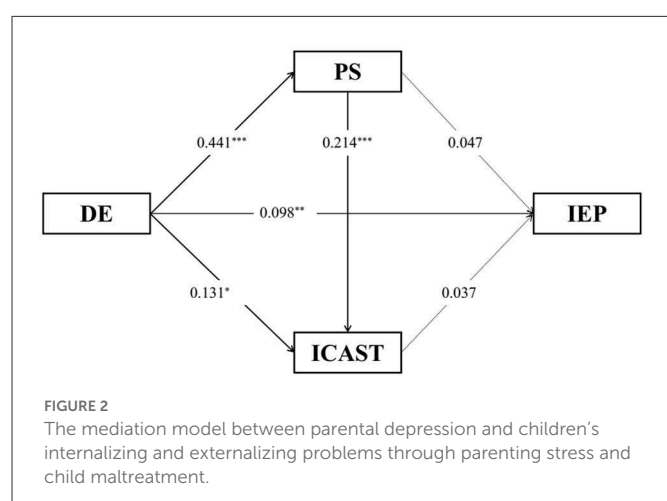 PS
0.441***
0.214***
0.047
DE
0.098**
IEP
0.131*
0.037
ICAST
FIGURE 2
The mediation model between parental depression and children's
internalizing and externalizing problems through parenting stress and
child maltreatment.